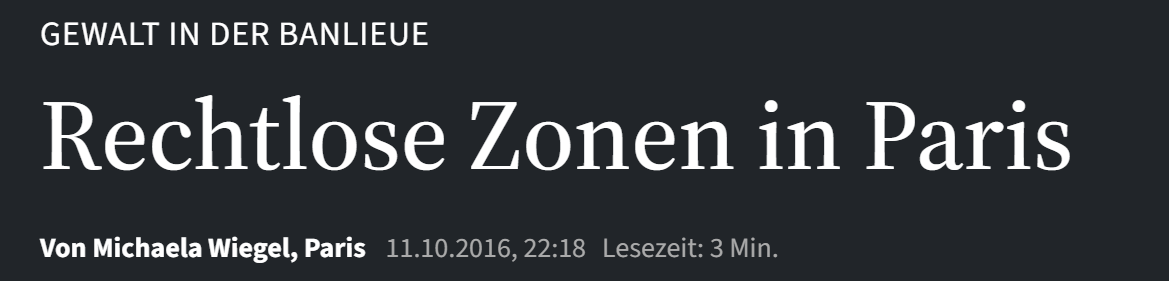 GEWALT IN DER BANLIEUE
Rechtlose Zonen in Paris
Von Michaela Wiegel, Paris 11.10.2016, 22:18 Lesezeit: 3 Min.